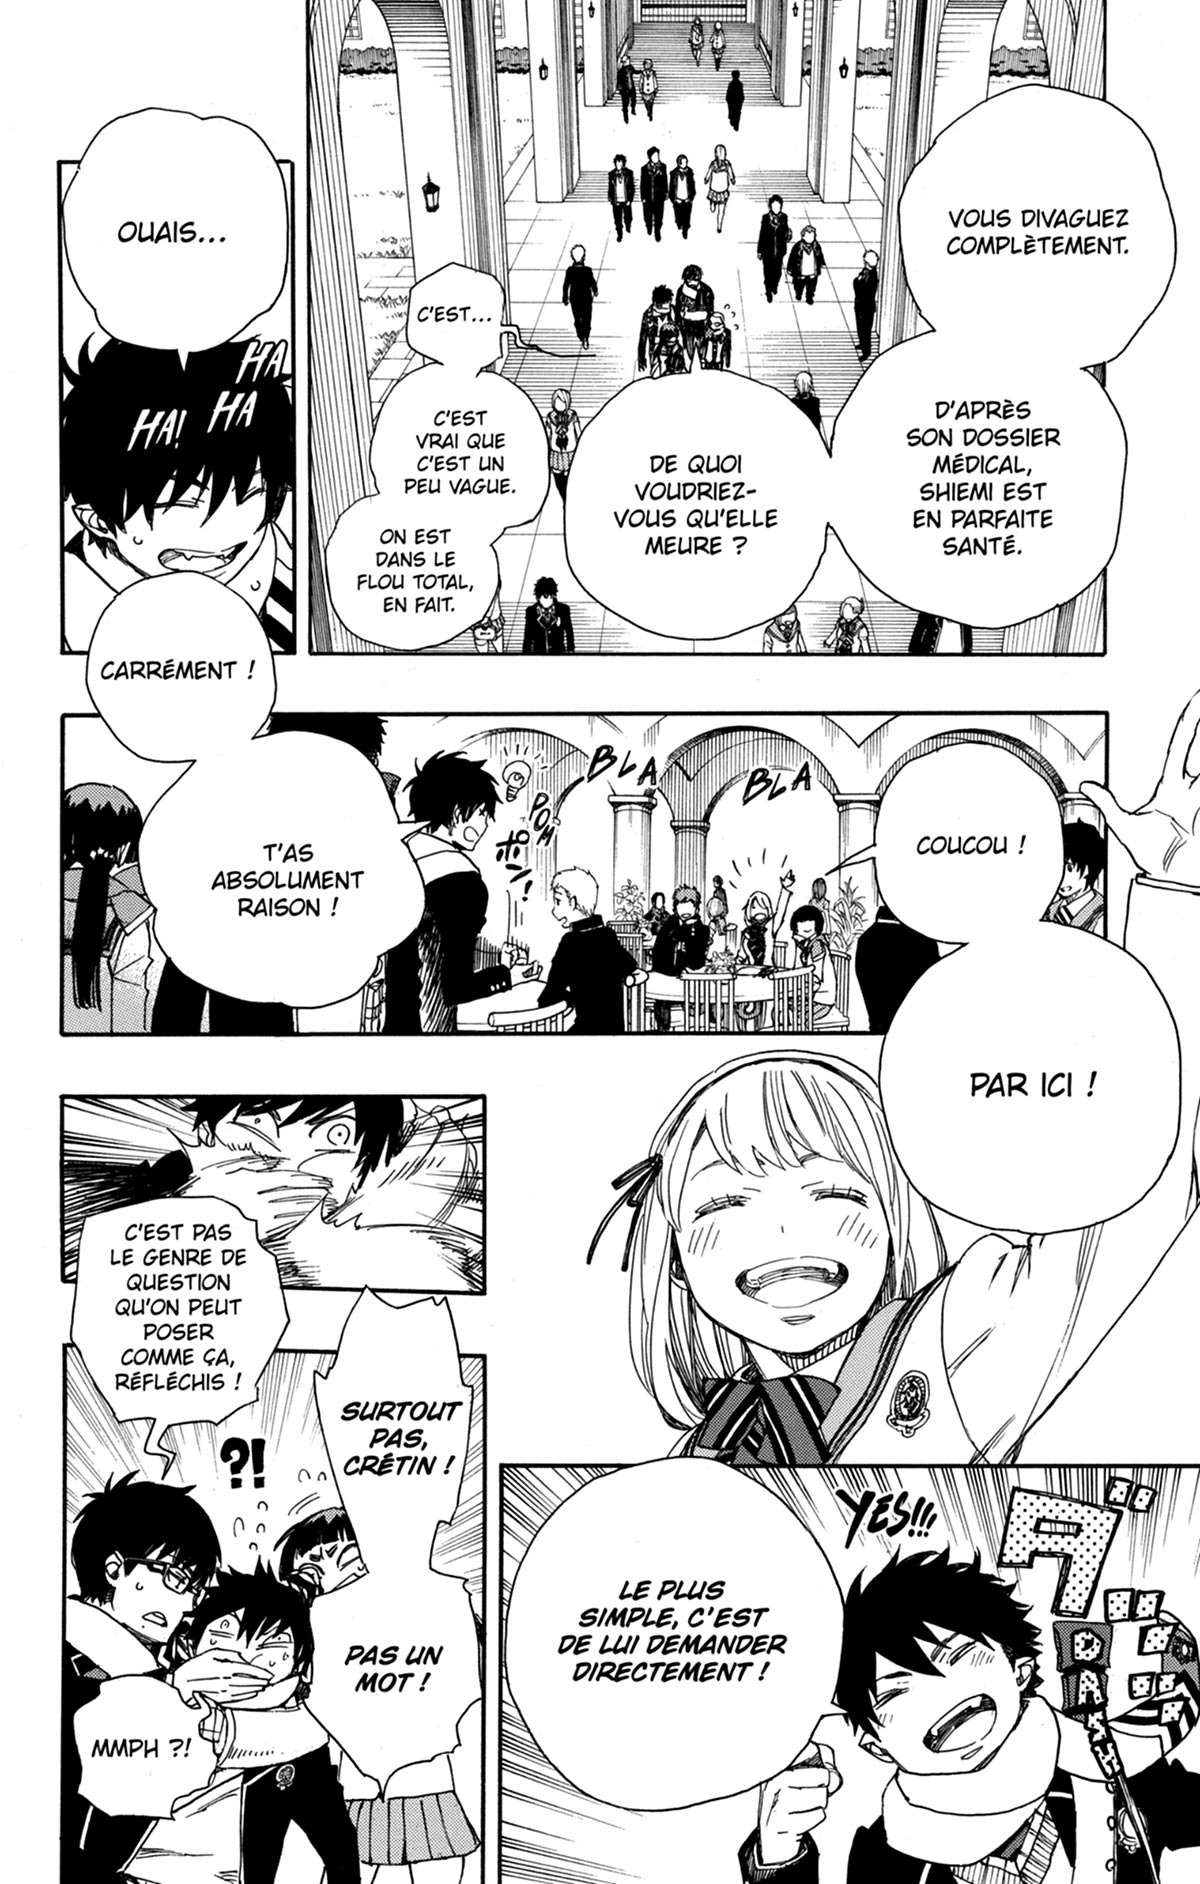 VOUS DIVAGUEZ
COMPLÈTEMENT.
D'APRÈS
SON DOSSIER
MÉDICAL,
SHIEMI EST
EN PARFAITE
SANTÉ.
DE QUOI
VOUDRIEZ-
VOUS QU'ELLE
MEURE ?
C'EST...
C'EST
VRAI QUE
C'EST UN
PEU VAGUE.
ON EST
DANS LE
FLOU TOTAL,
EN FAIT.
OUAIS...
HA
HA
HA!
CARRÉMENT !
T'AS
ABSOLUMENT
RAISON !
POM
ポン!
BLA
BLA
COUCOU !
PAR ICI !
LE PLUS
SIMPLE, C'EST
DE LUI DEMANDER
DIRECTEMENT !
YES!!!
C'EST PAS
LE GENRE DE
QUESTION
QU'ON PEUT
POSER
COMME ÇA,
RÉFLÉCHIS !
SURTOUT
PAS,
CRÉTIN !
?!
PAS UN
MOT !
MMPH ?!